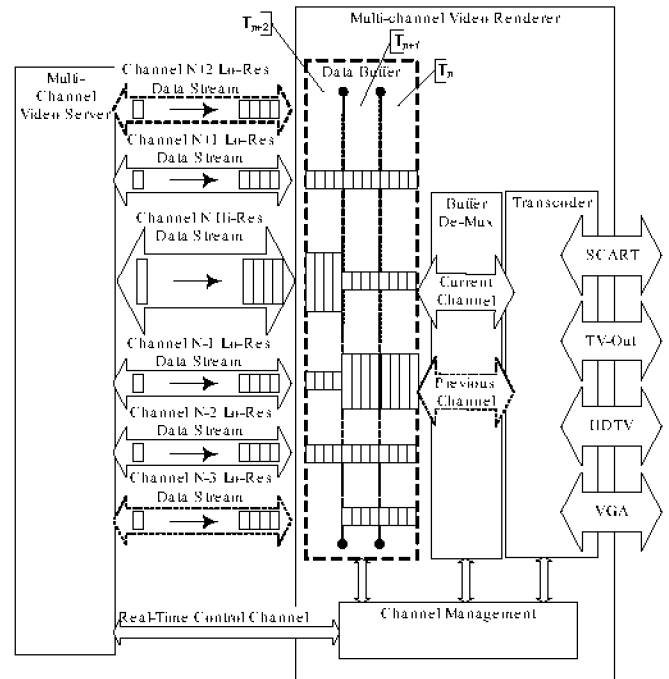 Multi-channel Video Renderer
Tn+2
Tn+1
Tn
Multi-
Channel
Video Server
Channel N+2 Lo-Res
Data Stream
Data Buffer
Channel N+1 Lo-Res
Data Stream
Channel N Hi-Res
Data Stream
Buffer
De-Mux
Transcoder
SCART
Current
Channel
TV-Out
Channel N-1 Lo-Res
Data Stream
Previous
Channel
Channel N-2 Lo-Res
Data Stream
HDTV
Channel N-3 Lo-Res
Data Stream
VGA
Real-Time Control Channel
Channel Management